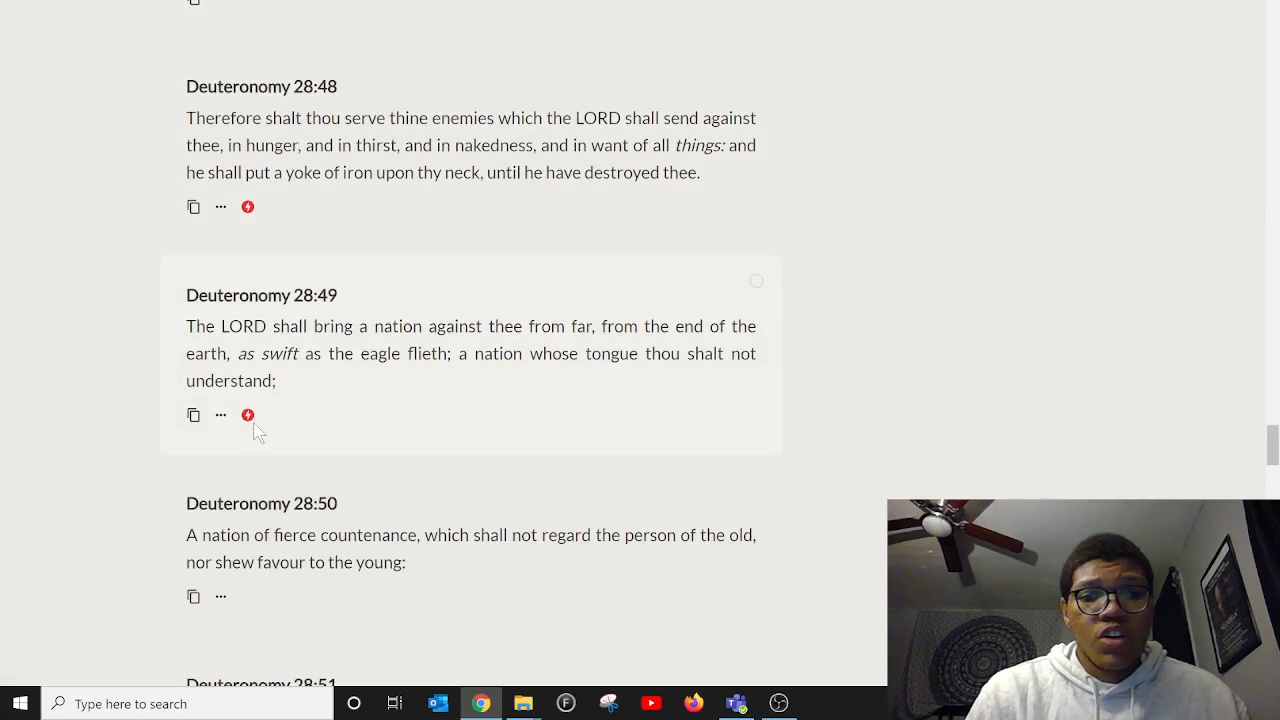 Deuteronomy 28:48
Therefore shalt thou serve thine enemies which the LORD shall send against
thee, in hunger, and in thirst, and in nakedness, and in want of all things: and
he shall put a yoke of iron upon thy neck, until he have destroyed thee.
Deuteronomy 28:49
The LORD shall bring a nation against thee from far, from the end of the
earth, as swift as the eagle flieth; a nation whose tongue thou shalt not
understand;
Deuteronomy 28:50
A nation of fierce countenance, which shall not regard the person of the old,
nor shew favour to the young:
Deuteronomy 28:51
Type here to search